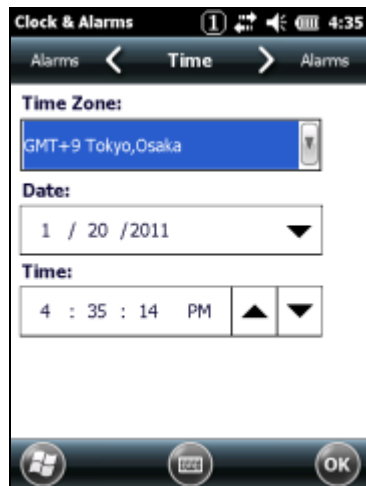 Clock & Alarms 1 4:35
Alarms Time Alarms
Time Zone:
GMT+9 Tokyo,Osaka
Date:
1 / 20 /2011
Time:
4 : 35 : 14 PM
OK